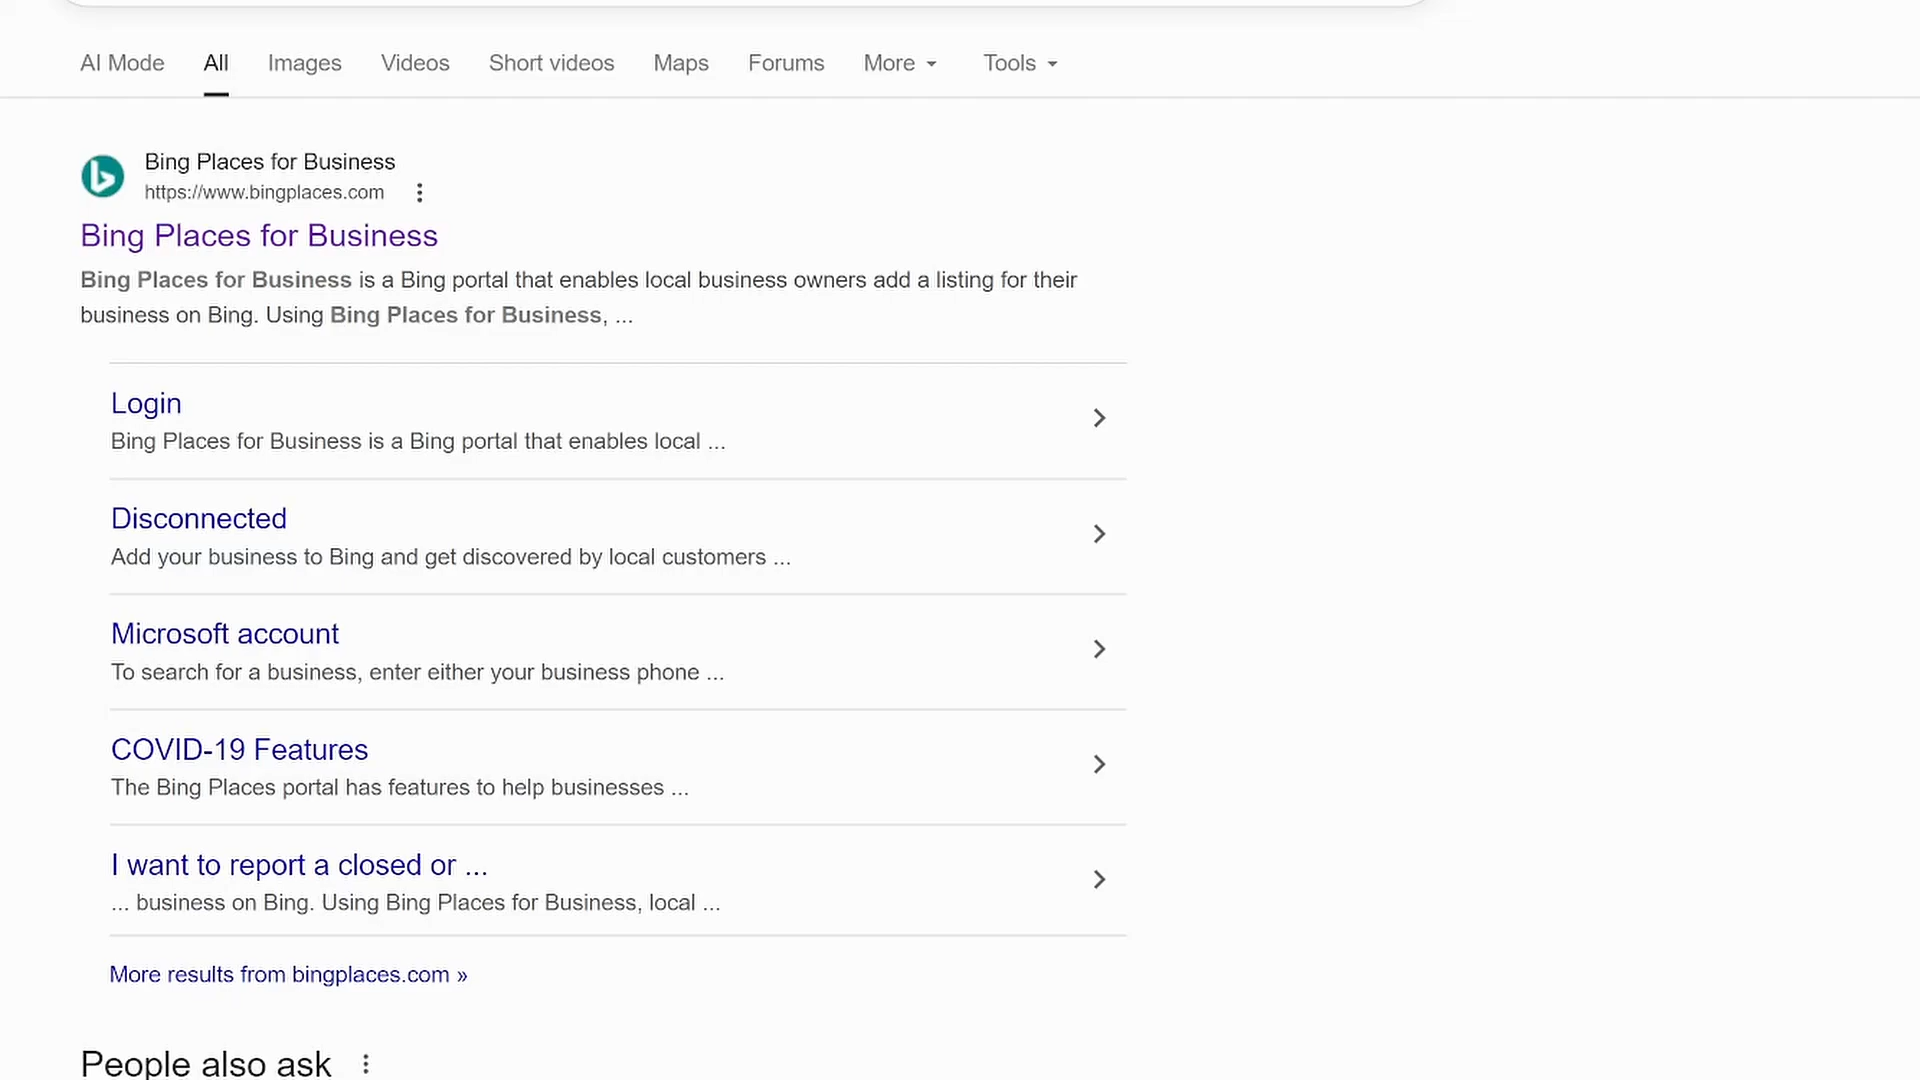 AI Mode All Images Videos Short videos Maps Forums More Tools
Bing Places for Business
https://www.bingplaces.com
Bing Places for Business
Bing Places for Business is a Bing portal that enables local business owners add a listing for their
business on Bing. Using Bing Places for Business, ...
Login
Bing Places for Business is a Bing portal that enables local ...
Disconnected
Add your business to Bing and get discovered by local customers ...
Microsoft account
To search for a business, enter either your business phone ...
COVID-19 Features
The Bing Places portal has features to help businesses ...
I want to report a closed or ...
... business on Bing. Using Bing Places for Business, local ...
More results from bingplaces.com »
People also ask